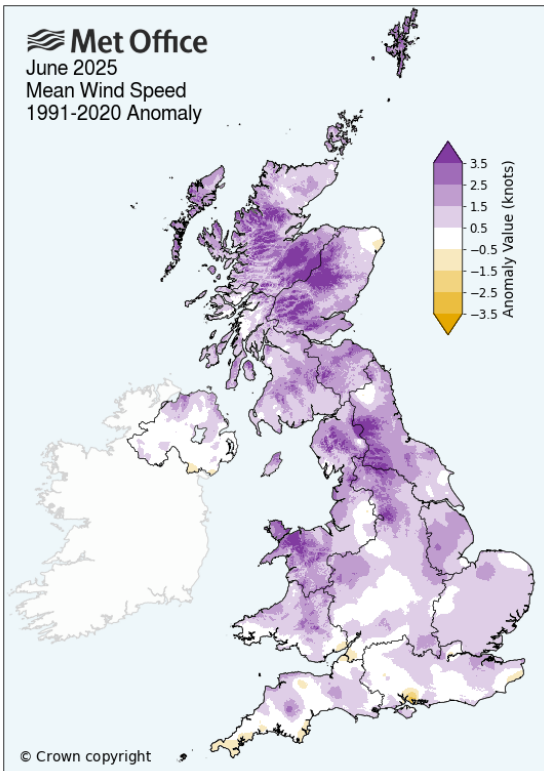 Met Office
June 2025
Mean Wind Speed
1991-2020 Anomaly
3.5
2.5
1.5
0.5
−0.5
−1.5
−2.5
−3.5
Anomaly Value (knots)
© Crown copyright